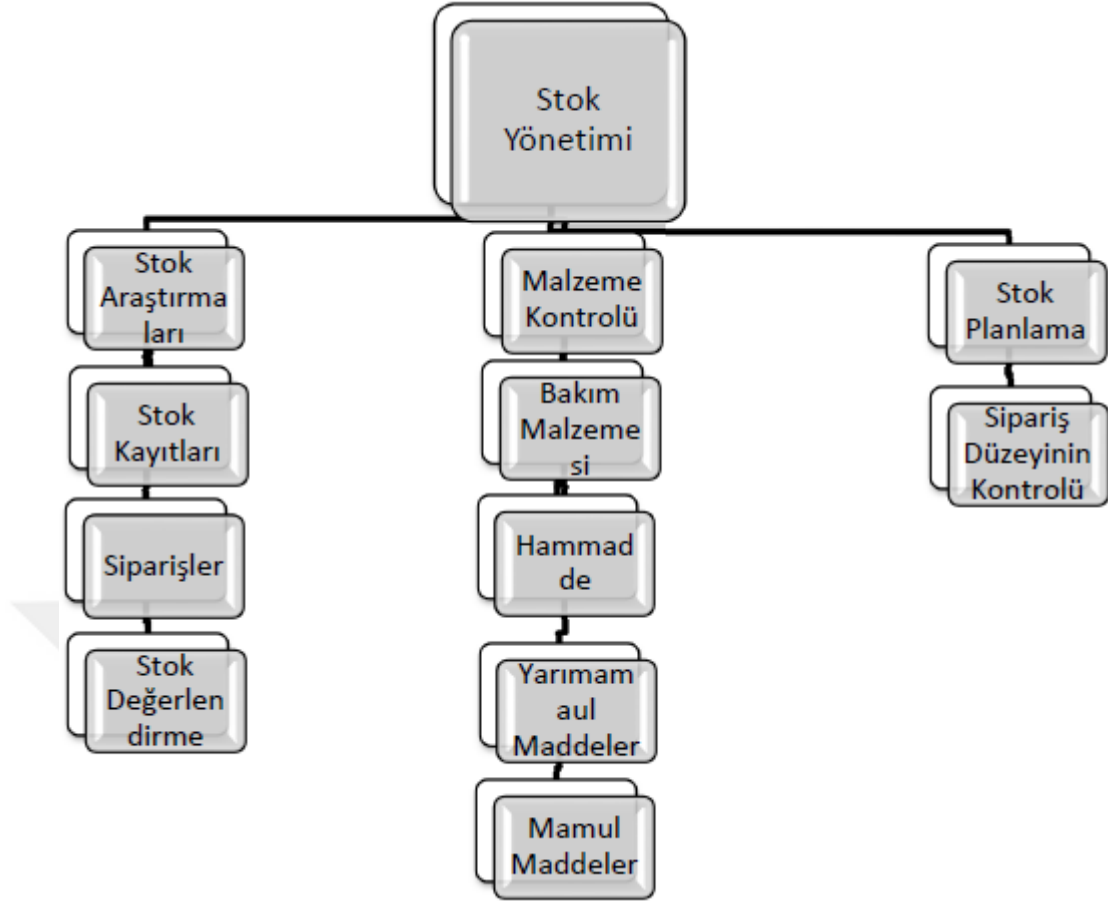 Stok
Yönetimi
Stok
Araştırma
ları
Stok
Kayıtları
Siparişler
Stok
Değerlen
dirme
Malzeme
Kontrolü
Bakım
Malzeme
si
Hammad
de
Yarımam
aul
Maddeler
Mamul
Maddeler
Stok
Planlama
Sipariş
Düzeyinin
Kontrolü